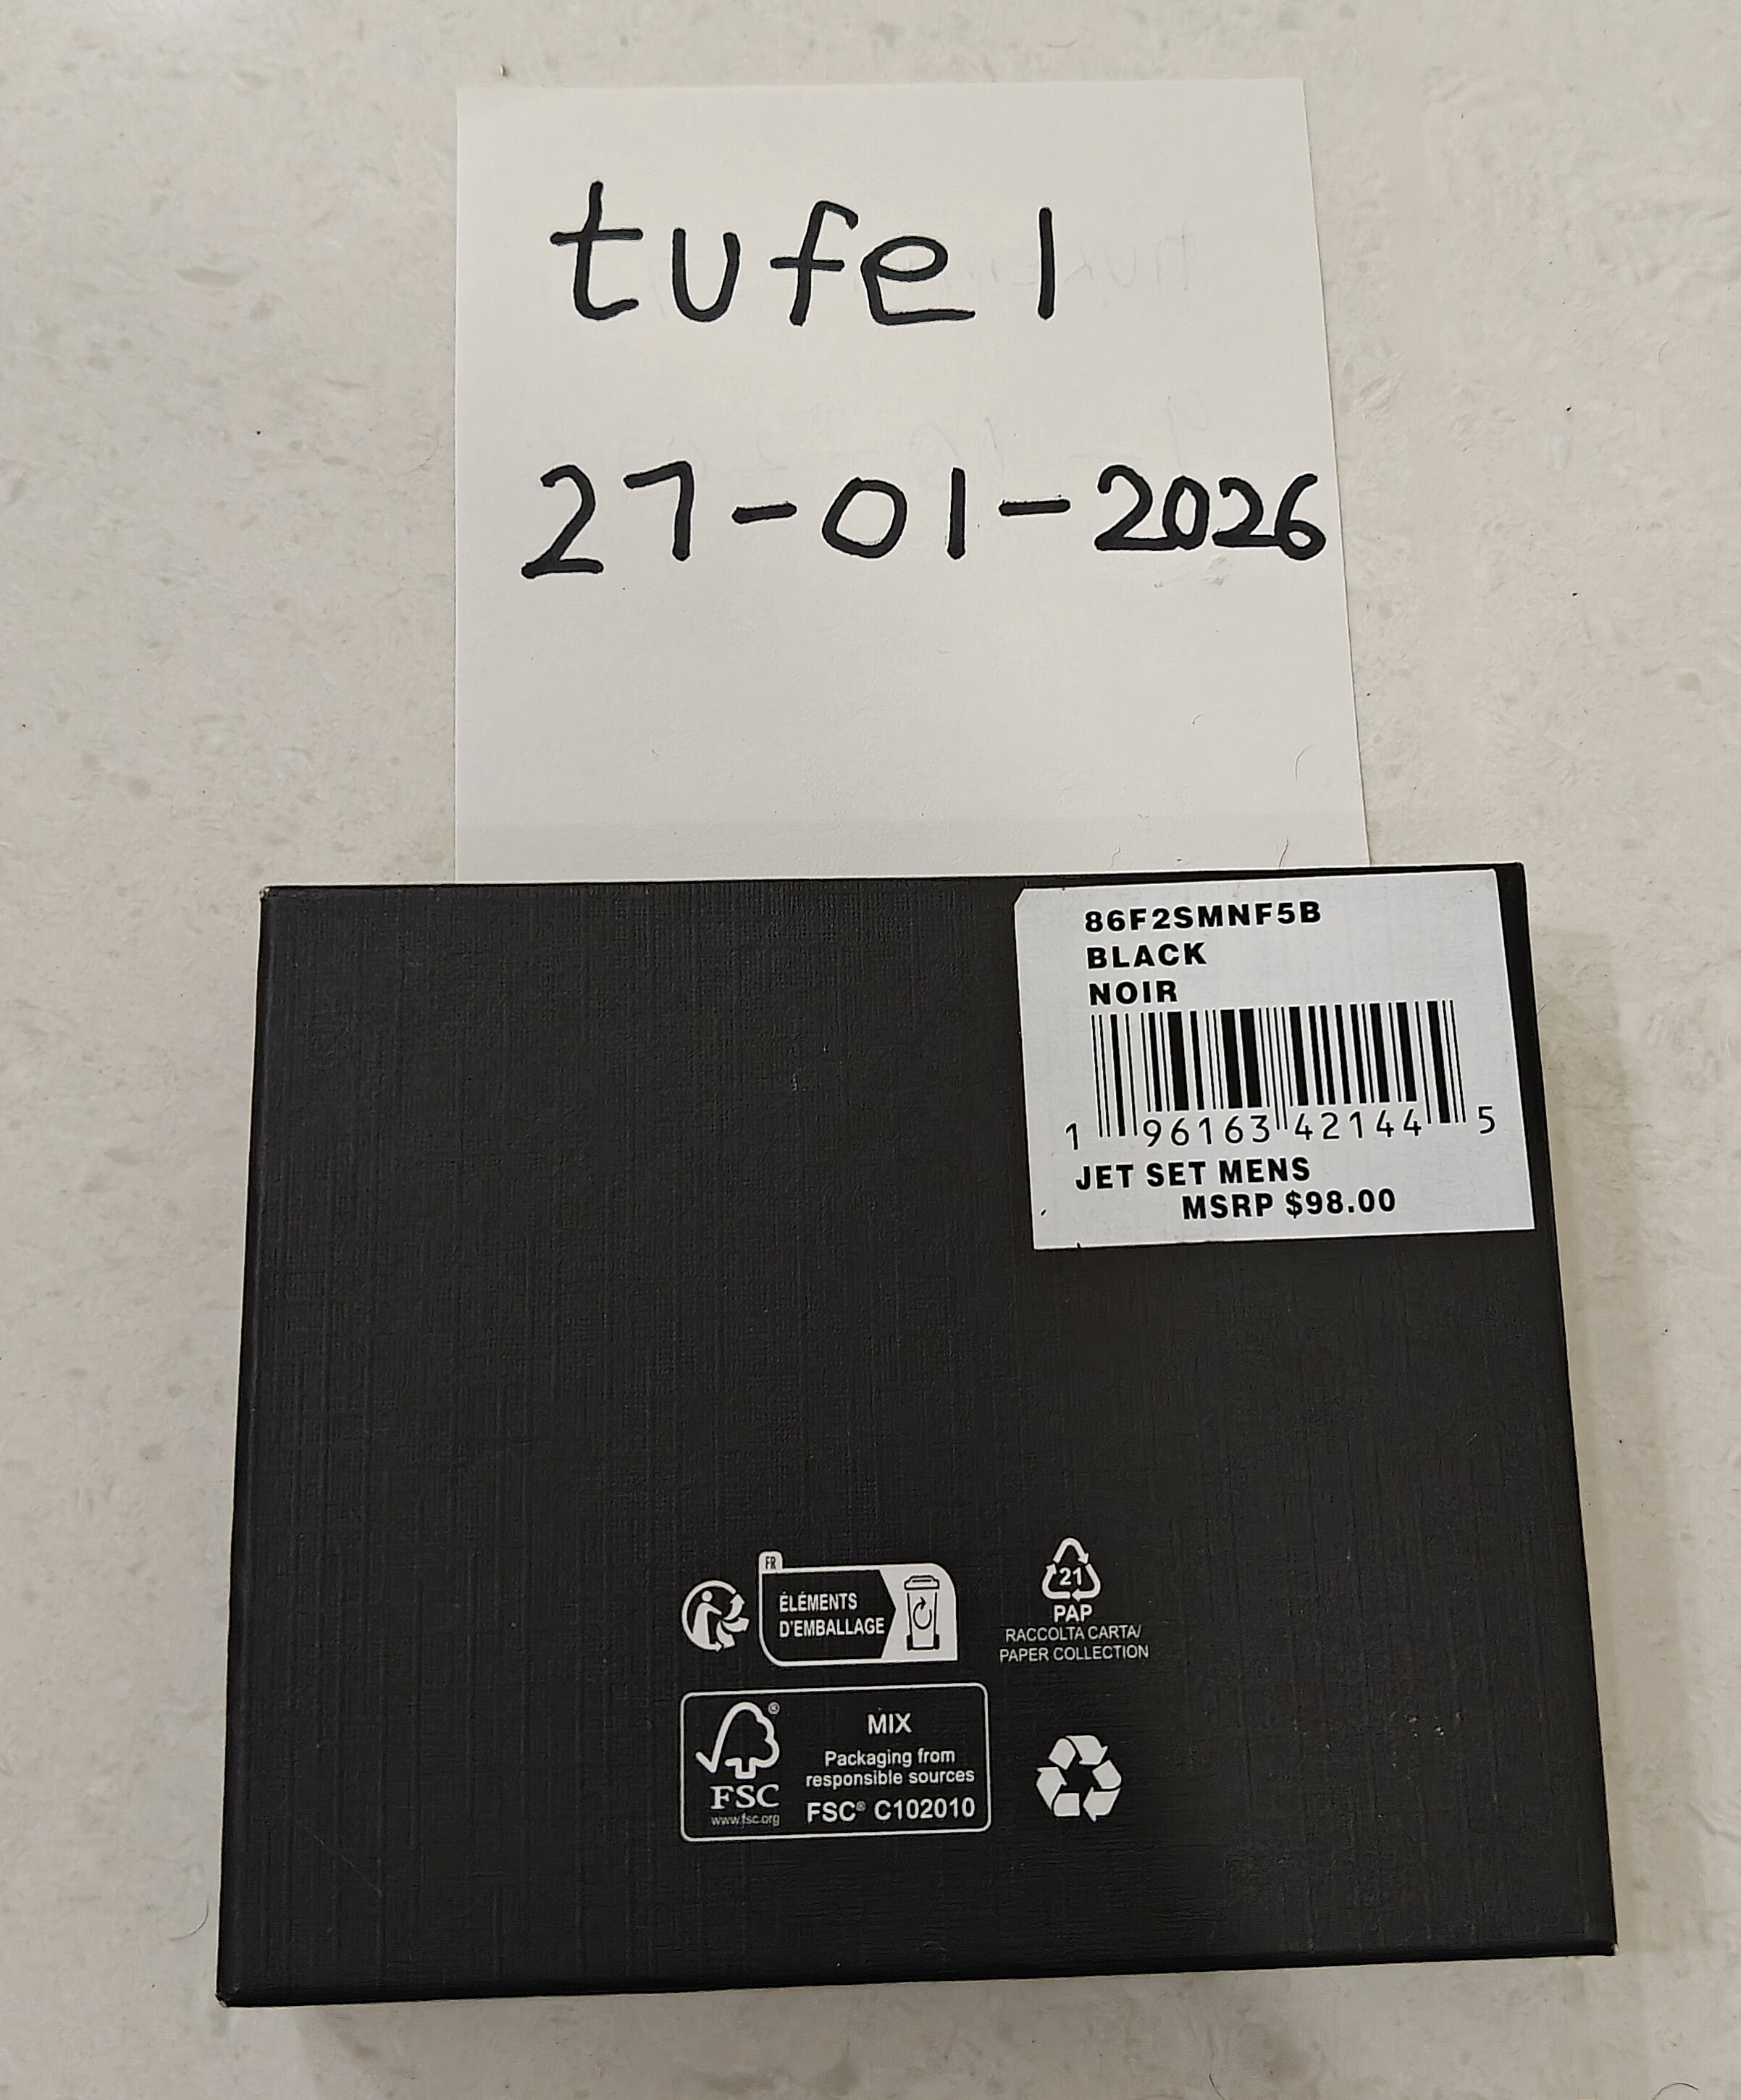 tufel
27-01-2026
86F2SMNF5B
BLACK
NOIR
1 96163 42144 5
JET SET MENS
MSRP $98.00
FR
ÉLÉMENTS
D'EMBALLAGE
21
PAP
RACCOLTA CARTA/
PAPER COLLECTION
®
FSC
www.fsc.org
MIX
Packaging from
responsible sources
FSC® C102010